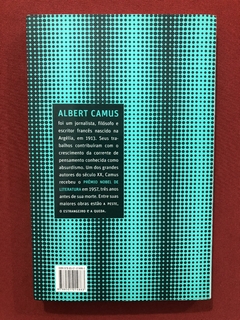 ALBERT CAMUS
foi um jornalista, filósofo e
escritor francês nascido na
Argélia, em 1913. Seus tra-
balhos contribuíram com o
crescimento da corrente de
pensamento conhecida como
absurdismo. Um dos grandes
autores do século XX, Camus
recebeu o PRÊMIO NOBEL DE
LITERATURA em 1957, três anos
antes de sua morte. Entre suas
maiores obras estão A PESTE,
O ESTRANGEIRO E A QUEDA.